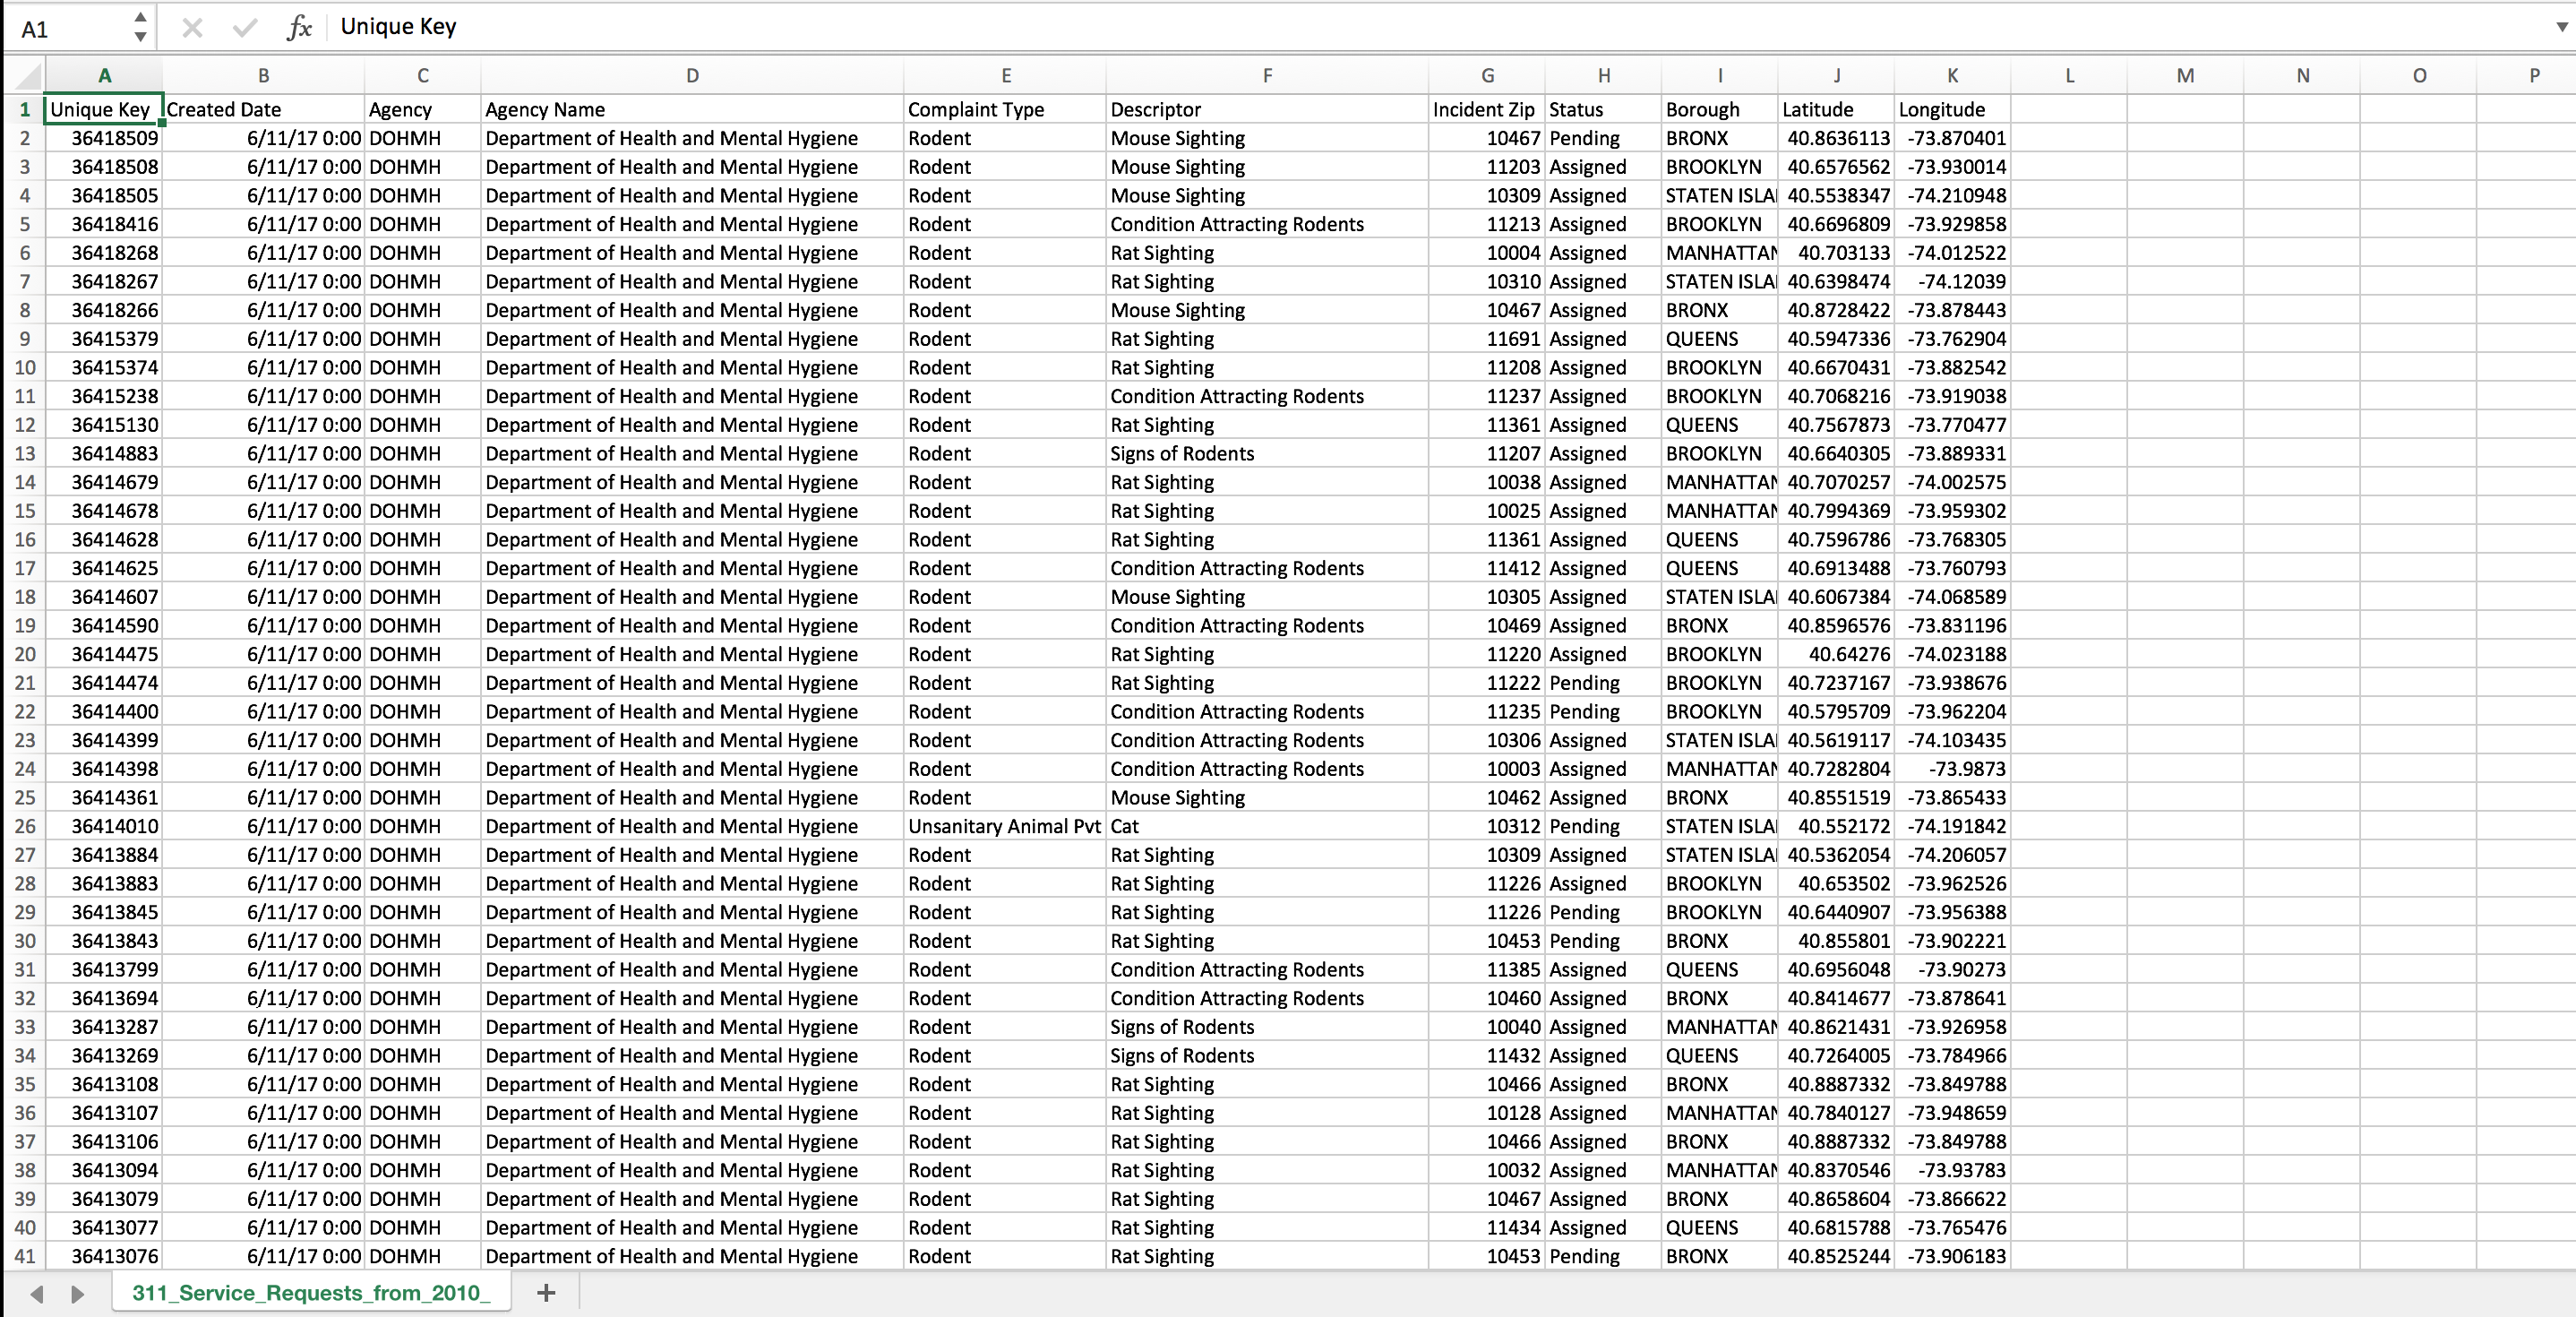 A1 fx Unique Key
A B C D E F G H I J K L M N O P
1 Unique Key Created Date Agency Agency Name Complaint Type Descriptor Incident Zip Status Borough Latitude Longitude
2 36418509 6/11/17 0:00 DOHMH Department of Health and Mental Hygiene Rodent Mouse Sighting 10467 Pending BRONX 40.8636113 -73.870401
3 36418508 6/11/17 0:00 DOHMH Department of Health and Mental Hygiene Rodent Mouse Sighting 11203 Assigned BROOKLYN 40.6576562 -73.930014
4 36418505 6/11/17 0:00 DOHMH Department of Health and Mental Hygiene Rodent Mouse Sighting 10309 Assigned STATEN ISLA 40.5538347 -74.210948
5 36418416 6/11/17 0:00 DOHMH Department of Health and Mental Hygiene Rodent Condition Attracting Rodents 11213 Assigned BROOKLYN 40.6696809 -73.929858
6 36418268 6/11/17 0:00 DOHMH Department of Health and Mental Hygiene Rodent Rat Sighting 10004 Assigned MANHATTAN 40.703133 -74.012522
7 36418267 6/11/17 0:00 DOHMH Department of Health and Mental Hygiene Rodent Rat Sighting 10310 Assigned STATEN ISLA 40.6398474 -74.12039
8 36418266 6/11/17 0:00 DOHMH Department of Health and Mental Hygiene Rodent Mouse Sighting 10467 Assigned BRONX 40.8728422 -73.878443
9 36415379 6/11/17 0:00 DOHMH Department of Health and Mental Hygiene Rodent Rat Sighting 11691 Assigned QUEENS 40.5947336 -73.762904
10 36415374 6/11/17 0:00 DOHMH Department of Health and Mental Hygiene Rodent Rat Sighting 11208 Assigned BROOKLYN 40.6670431 -73.882542
11 36415238 6/11/17 0:00 DOHMH Department of Health and Mental Hygiene Rodent Condition Attracting Rodents 11237 Assigned BROOKLYN 40.7068216 -73.919038
12 36415130 6/11/17 0:00 DOHMH Department of Health and Mental Hygiene Rodent Rat Sighting 11361 Assigned QUEENS 40.7567873 -73.770477
13 36414883 6/11/17 0:00 DOHMH Department of Health and Mental Hygiene Rodent Signs of Rodents 11207 Assigned BROOKLYN 40.6640305 -73.889331
14 36414679 6/11/17 0:00 DOHMH Department of Health and Mental Hygiene Rodent Rat Sighting 10038 Assigned MANHATTAN 40.7070257 -74.002575
15 36414678 6/11/17 0:00 DOHMH Department of Health and Mental Hygiene Rodent Rat Sighting 10025 Assigned MANHATTAN 40.7994369 -73.959302
16 36414628 6/11/17 0:00 DOHMH Department of Health and Mental Hygiene Rodent Rat Sighting 11361 Assigned QUEENS 40.7596786 -73.768305
17 36414625 6/11/17 0:00 DOHMH Department of Health and Mental Hygiene Rodent Condition Attracting Rodents 11412 Assigned QUEENS 40.6913488 -73.760793
18 36414607 6/11/17 0:00 DOHMH Department of Health and Mental Hygiene Rodent Mouse Sighting 10305 Assigned STATEN ISLA 40.6067384 -74.068589
19 36414590 6/11/17 0:00 DOHMH Department of Health and Mental Hygiene Rodent Condition Attracting Rodents 10469 Assigned BRONX 40.8596576 -73.831196
20 36414475 6/11/17 0:00 DOHMH Department of Health and Mental Hygiene Rodent Rat Sighting 11220 Assigned BROOKLYN 40.64276 -74.023188
21 36414474 6/11/17 0:00 DOHMH Department of Health and Mental Hygiene Rodent Rat Sighting 11222 Pending BROOKLYN 40.7237167 -73.938676
22 36414400 6/11/17 0:00 DOHMH Department of Health and Mental Hygiene Rodent Condition Attracting Rodents 11235 Pending BROOKLYN 40.5795709 -73.962204
23 36414399 6/11/17 0:00 DOHMH Department of Health and Mental Hygiene Rodent Condition Attracting Rodents 10306 Assigned STATEN ISLA 40.5619117 -74.103435
24 36414398 6/11/17 0:00 DOHMH Department of Health and Mental Hygiene Rodent Condition Attracting Rodents 10003 Assigned MANHATTAN 40.7282804 -73.9873
25 36414361 6/11/17 0:00 DOHMH Department of Health and Mental Hygiene Rodent Mouse Sighting 10462 Assigned BRONX 40.8551519 -73.865433
26 36414010 6/11/17 0:00 DOHMH Department of Health and Mental Hygiene Unsanitary Animal Pvt Cat 10312 Pending STATEN ISLA 40.552172 -74.191842
27 36413884 6/11/17 0:00 DOHMH Department of Health and Mental Hygiene Rodent Rat Sighting 10309 Assigned STATEN ISLA 40.5362054 -74.206057
28 36413883 6/11/17 0:00 DOHMH Department of Health and Mental Hygiene Rodent Rat Sighting 11226 Assigned BROOKLYN 40.653502 -73.962526
29 36413845 6/11/17 0:00 DOHMH Department of Health and Mental Hygiene Rodent Rat Sighting 11226 Pending BROOKLYN 40.6440907 -73.956388
30 36413843 6/11/17 0:00 DOHMH Department of Health and Mental Hygiene Rodent Rat Sighting 10453 Pending BRONX 40.855801 -73.902221
31 36413799 6/11/17 0:00 DOHMH Department of Health and Mental Hygiene Rodent Condition Attracting Rodents 11385 Assigned QUEENS 40.6956048 -73.90273
32 36413694 6/11/17 0:00 DOHMH Department of Health and Mental Hygiene Rodent Condition Attracting Rodents 10460 Assigned BRONX 40.8414677 -73.878641
33 36413287 6/11/17 0:00 DOHMH Department of Health and Mental Hygiene Rodent Signs of Rodents 10040 Assigned MANHATTAN 40.8621431 -73.926958
34 36413269 6/11/17 0:00 DOHMH Department of Health and Mental Hygiene Rodent Signs of Rodents 11432 Assigned QUEENS 40.7264005 -73.784966
35 36413108 6/11/17 0:00 DOHMH Department of Health and Mental Hygiene Rodent Rat Sighting 10466 Assigned BRONX 40.8887332 -73.849788
36 36413107 6/11/17 0:00 DOHMH Department of Health and Mental Hygiene Rodent Rat Sighting 10128 Assigned MANHATTAN 40.7840127 -73.948659
37 36413106 6/11/17 0:00 DOHMH Department of Health and Mental Hygiene Rodent Rat Sighting 10466 Assigned BRONX 40.8887332 -73.849788
38 36413094 6/11/17 0:00 DOHMH Department of Health and Mental Hygiene Rodent Rat Sighting 10032 Assigned MANHATTAN 40.8370546 -73.93783
39 36413079 6/11/17 0:00 DOHMH Department of Health and Mental Hygiene Rodent Rat Sighting 10467 Assigned BRONX 40.8658604 -73.866622
40 36413077 6/11/17 0:00 DOHMH Department of Health and Mental Hygiene Rodent Rat Sighting 11434 Assigned QUEENS 40.6815788 -73.765476
41 36413076 6/11/17 0:00 DOHMH Department of Health and Mental Hygiene Rodent Rat Sighting 10453 Pending BRONX 40.8525244 -73.906183
311_Service_Requests_from_2010_ +